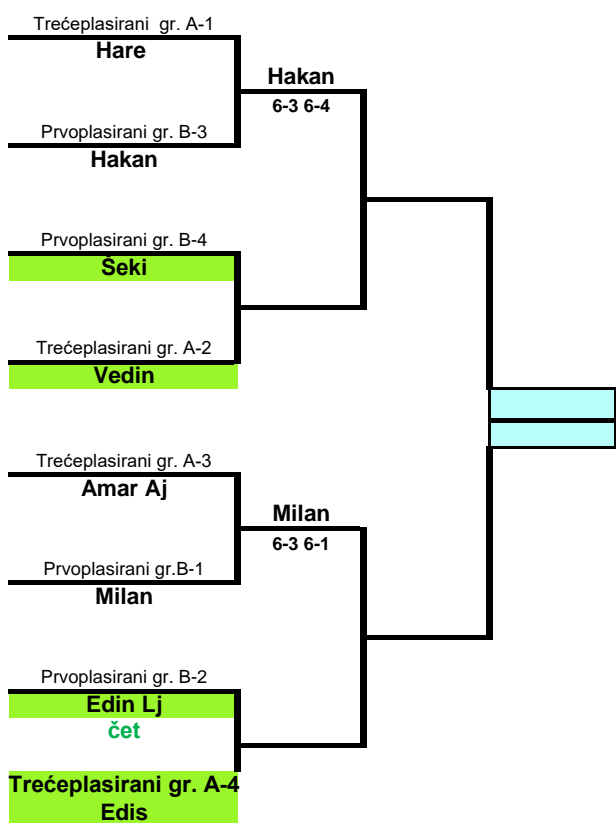 Trećeplasirani gr. A-1
Hare
Hakan
6-3 6-4
Prvoplasirani gr. B-3
Hakan
Prvoplasirani gr. B-4
Šeki
Trećeplasirani gr. A-2
Vedin
Trećeplasirani gr. A-3
Amar Aj
Milan
6-3 6-1
Prvoplasirani gr.B-1
Milan
Prvoplasirani gr. B-2
Edin Lj
čet
Trećeplasirani gr. A-4
Edis